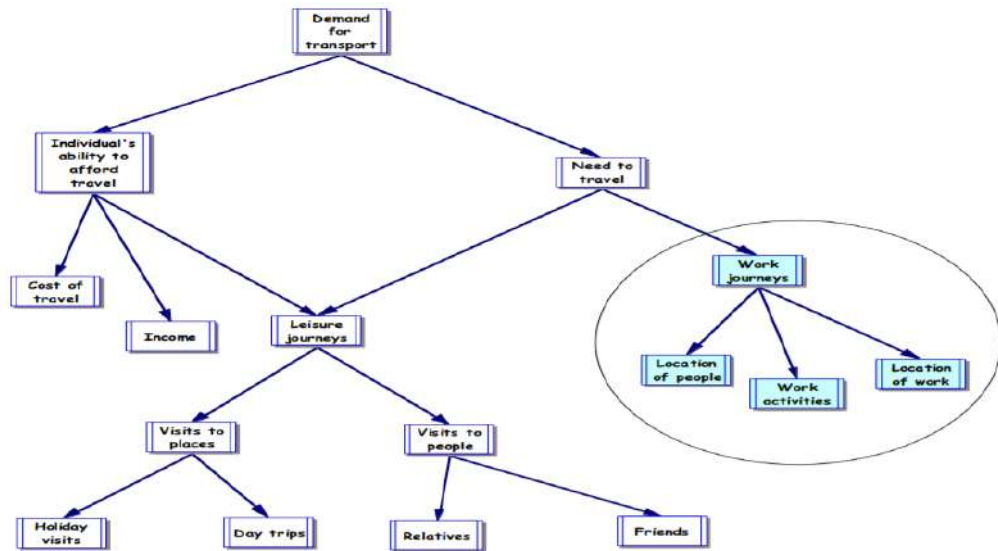 Demand
for
transport
Individual's
ability to
afford
travel
Need to
travel
Work
journeys
Cost of
travel
Income
Leisure
journeys
Location
of people
Work
activities
Location
of work
Visits to
places
Visits to
people
Holiday
visits
Day trips
Relatives
Friends